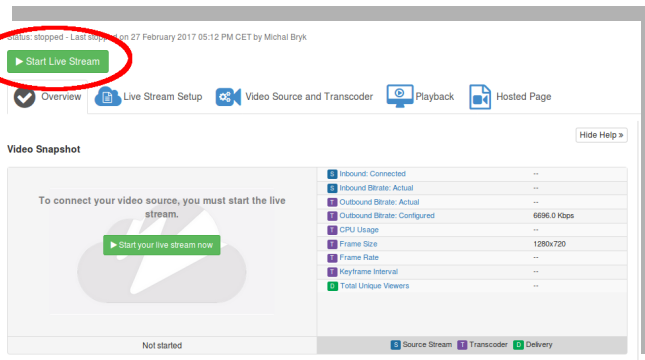 Status: stopped - Last stopped on 27 February 2017 05:12 PM CET by Michal Bryk
Start Live Stream
Overview Live Stream Setup Video Source and Transcoder Playback Hosted Page
Hide Help »
Video Snapshot
To connect your video source, you must start the live
stream.
Start your live stream now
Not started
S Inbound: Connected --
S Inbound Bitrate: Actual --
T Outbound Bitrate: Actual --
T Outbound Bitrate: Configured 6696.0 Kbps
T CPU Usage --
T Frame Size 1280x720
T Frame Rate --
T Keyframe Interval --
D Total Unique Viewers --
S Source Stream T Transcoder D Delivery